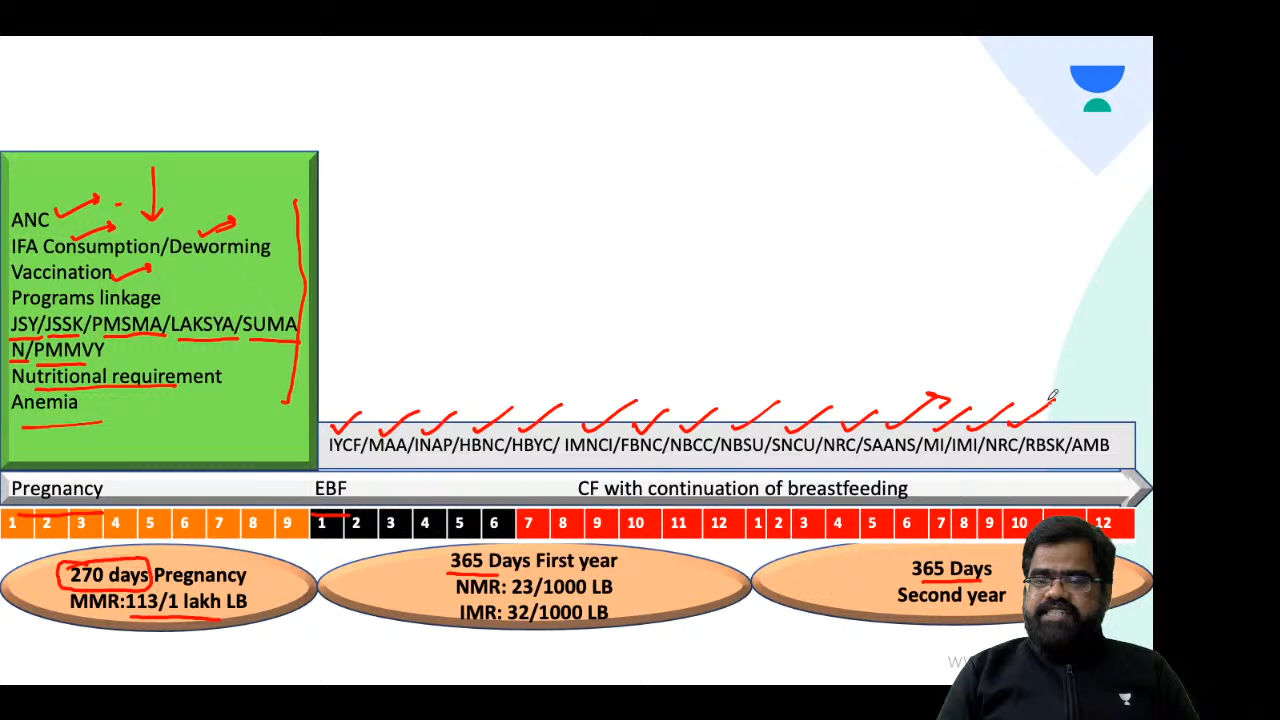 ANC
IFA Consumption/Deworming
Vaccination
Programs linkage
JSY/JSSK/PMSMA/LAKSYA/SUMA
N/PMMVY
Nutritional requirement
Anemia
IYCF/MAA/INAP/HBNC/HBYC/ IMNCI/FBNC/NBCC/NBSU/SNCU/NRC/SAANS/MI/IMI/NRC/RBSK/AMB
Pregnancy EBF CF with continuation of breastfeeding
1 2 3 4 5 6 7 8 9 1 2 3 4 5 6 7 8 9 10 11 12 1 2 3 4 5 6 7 8 9 10 12
270 days Pregnancy
MMR:113/1 lakh LB
365 Days First year
NMR: 23/1000 LB
IMR: 32/1000 LB
365 Days
Second year